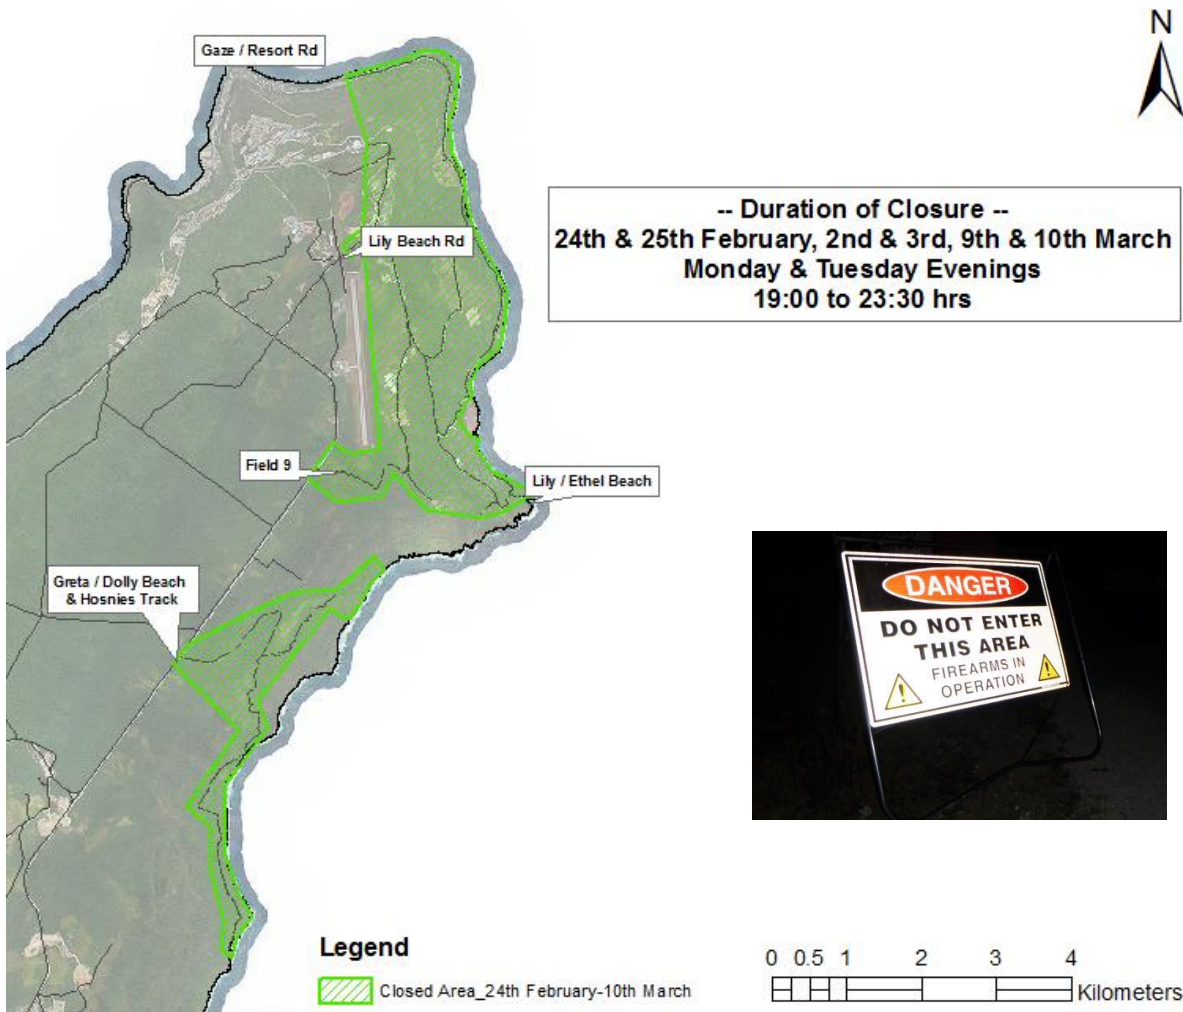 N
Gaze / Resort Rd
-- Duration of Closure --
24th & 25th February, 2nd & 3rd, 9th & 10th March
Monday & Tuesday Evenings
19:00 to 23:30 hrs
Lily Beach Rd
Field 9
Lily / Ethel Beach
Greta / Dolly Beach
& Hosnies Track
DANGER
DO NOT ENTER
THIS AREA
FIREARMS IN
OPERATION
Legend
Closed Area_24th February-10th March
0 0.5 1 2 3 4
Kilometers